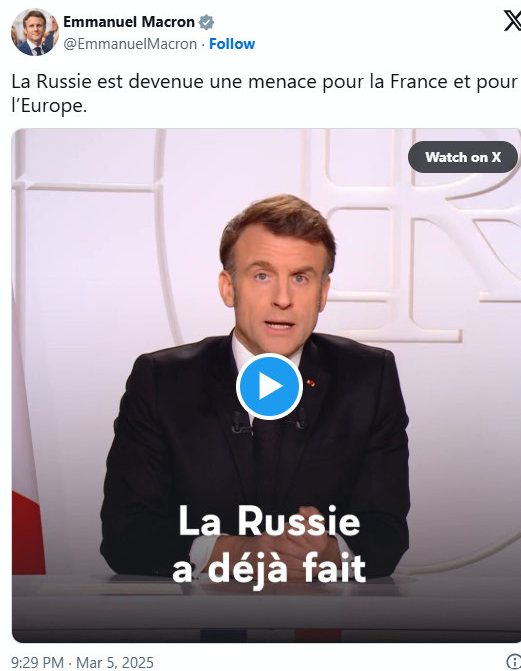 Emmanuel Macron
@EmmanuelMacron · Follow
La Russie est devenue une menace pour la France et pour
l’Europe.
Watch on X
La Russie
a déjà fait
9:29 PM · Mar 5, 2025